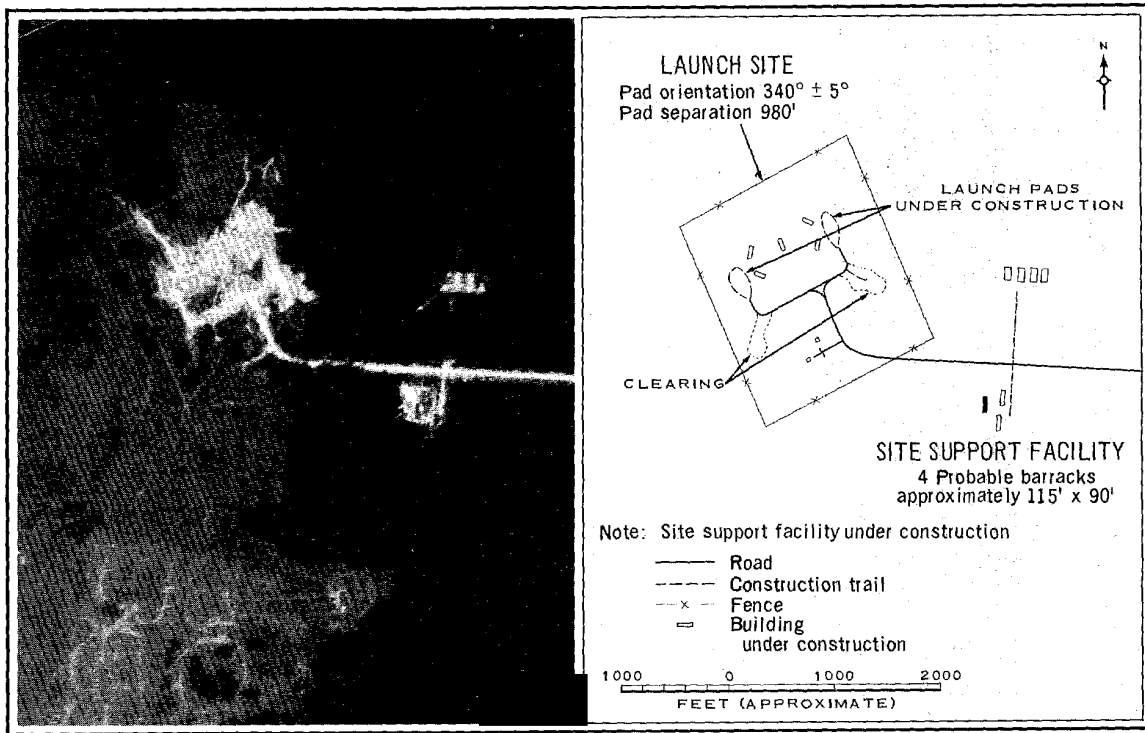 N
LAUNCH SITE
Pad orientation 340° ± 5°
Pad separation 980'
LAUNCH PADS
UNDER CONSTRUCTION
CLEARING
SITE SUPPORT FACILITY
4 Probable barracks
approximately 115' x 90'
Note: Site support facility under construction
Road
Construction trail
Fence
Building
under construction
1000 0 1000 2000
FEET (APPROXIMATE)